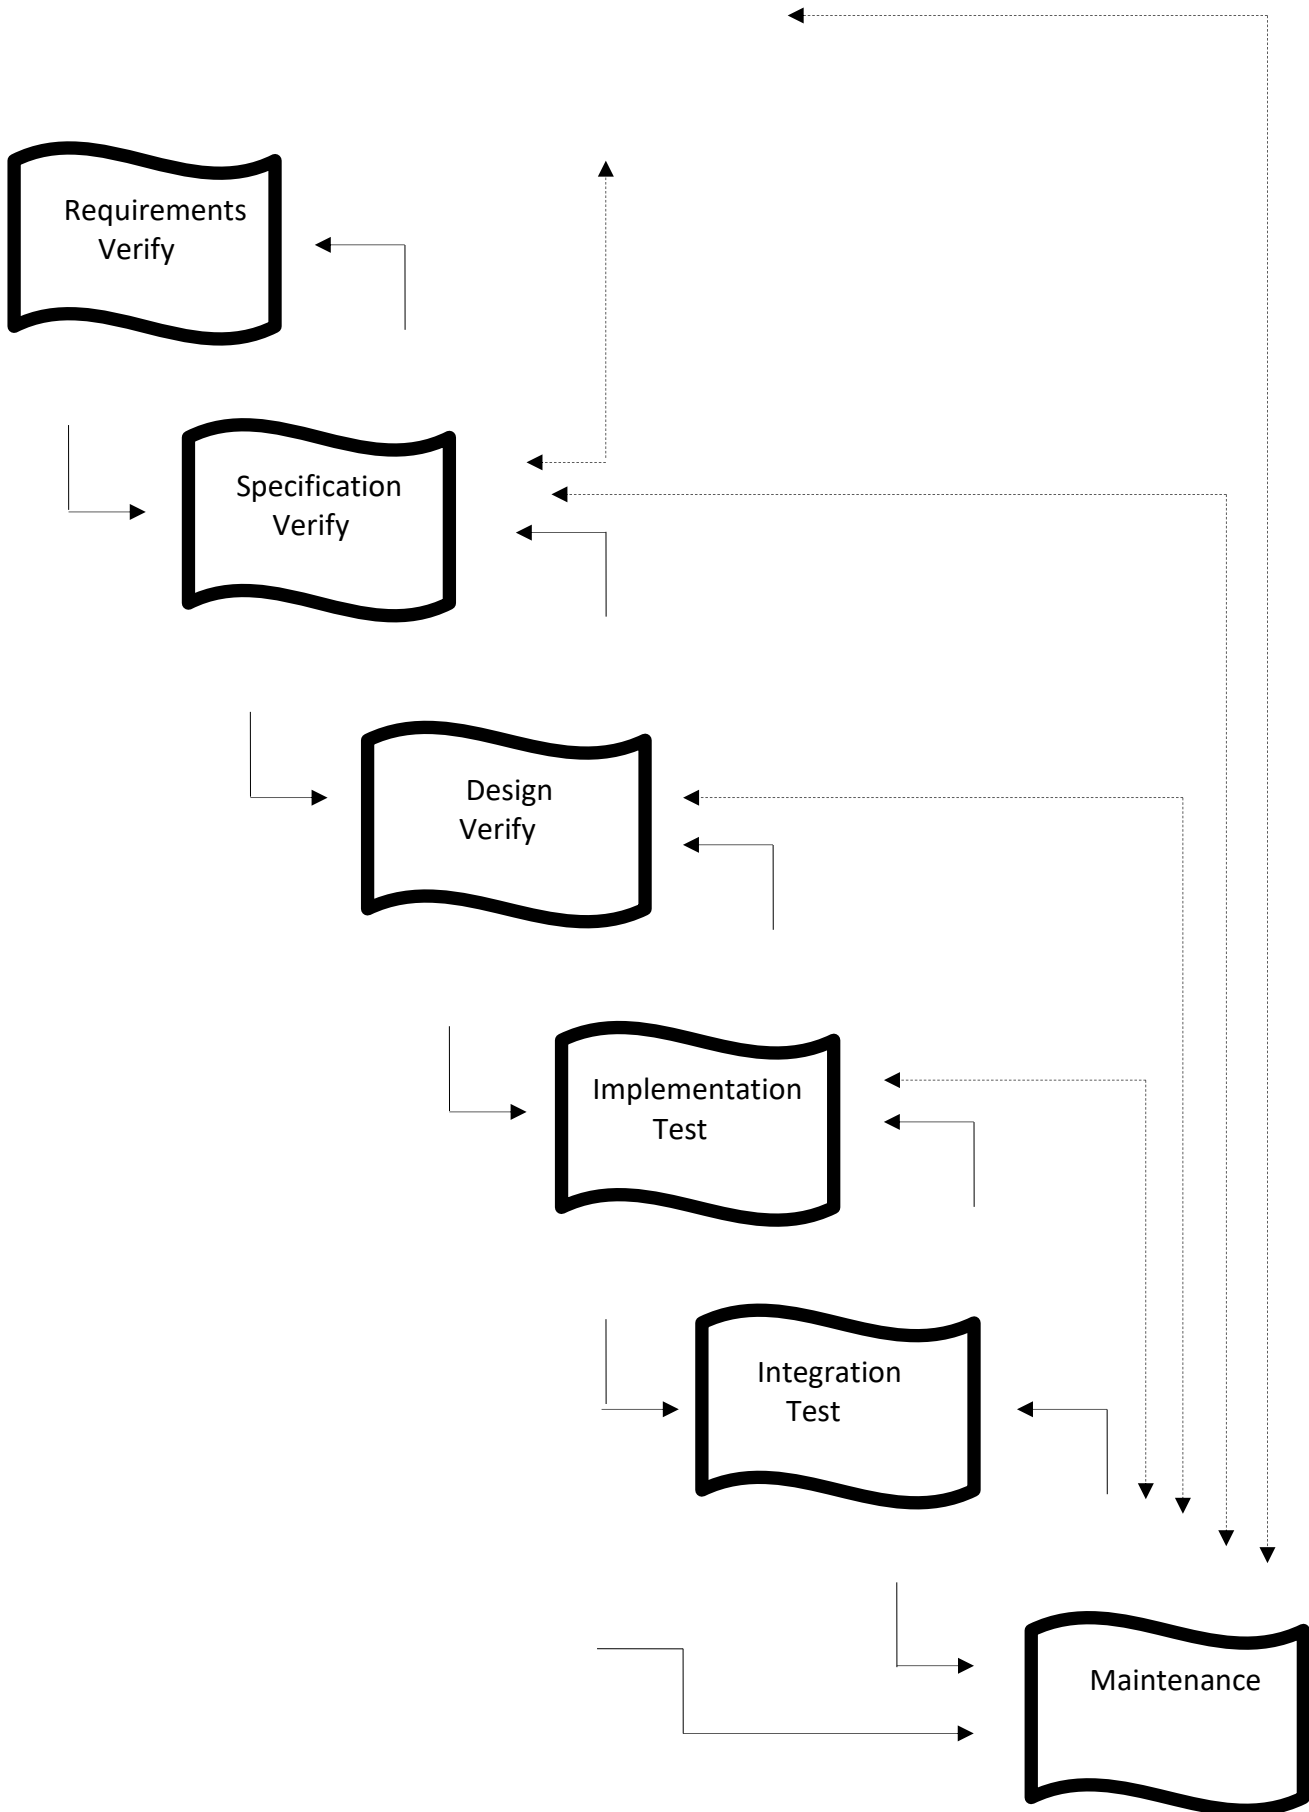 Requirements
Verify
Specification
Verify
Design
Verify
Implementation
Test
Integration
Test
Maintenance